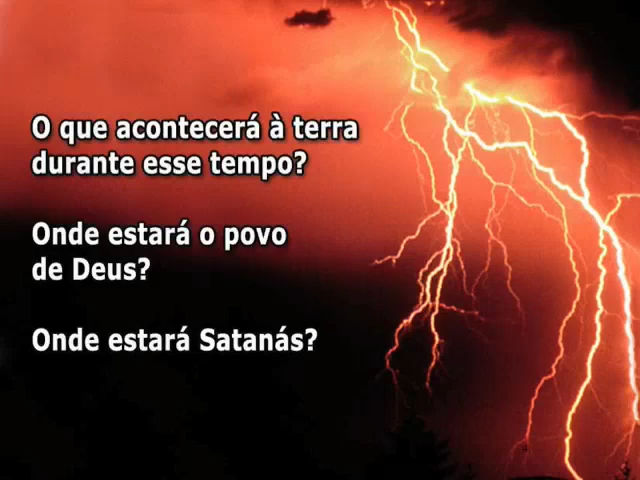 O que acontecerá à terra
durante esse tempo?
Onde estará o povo
de Deus?
Onde estará Satanás?